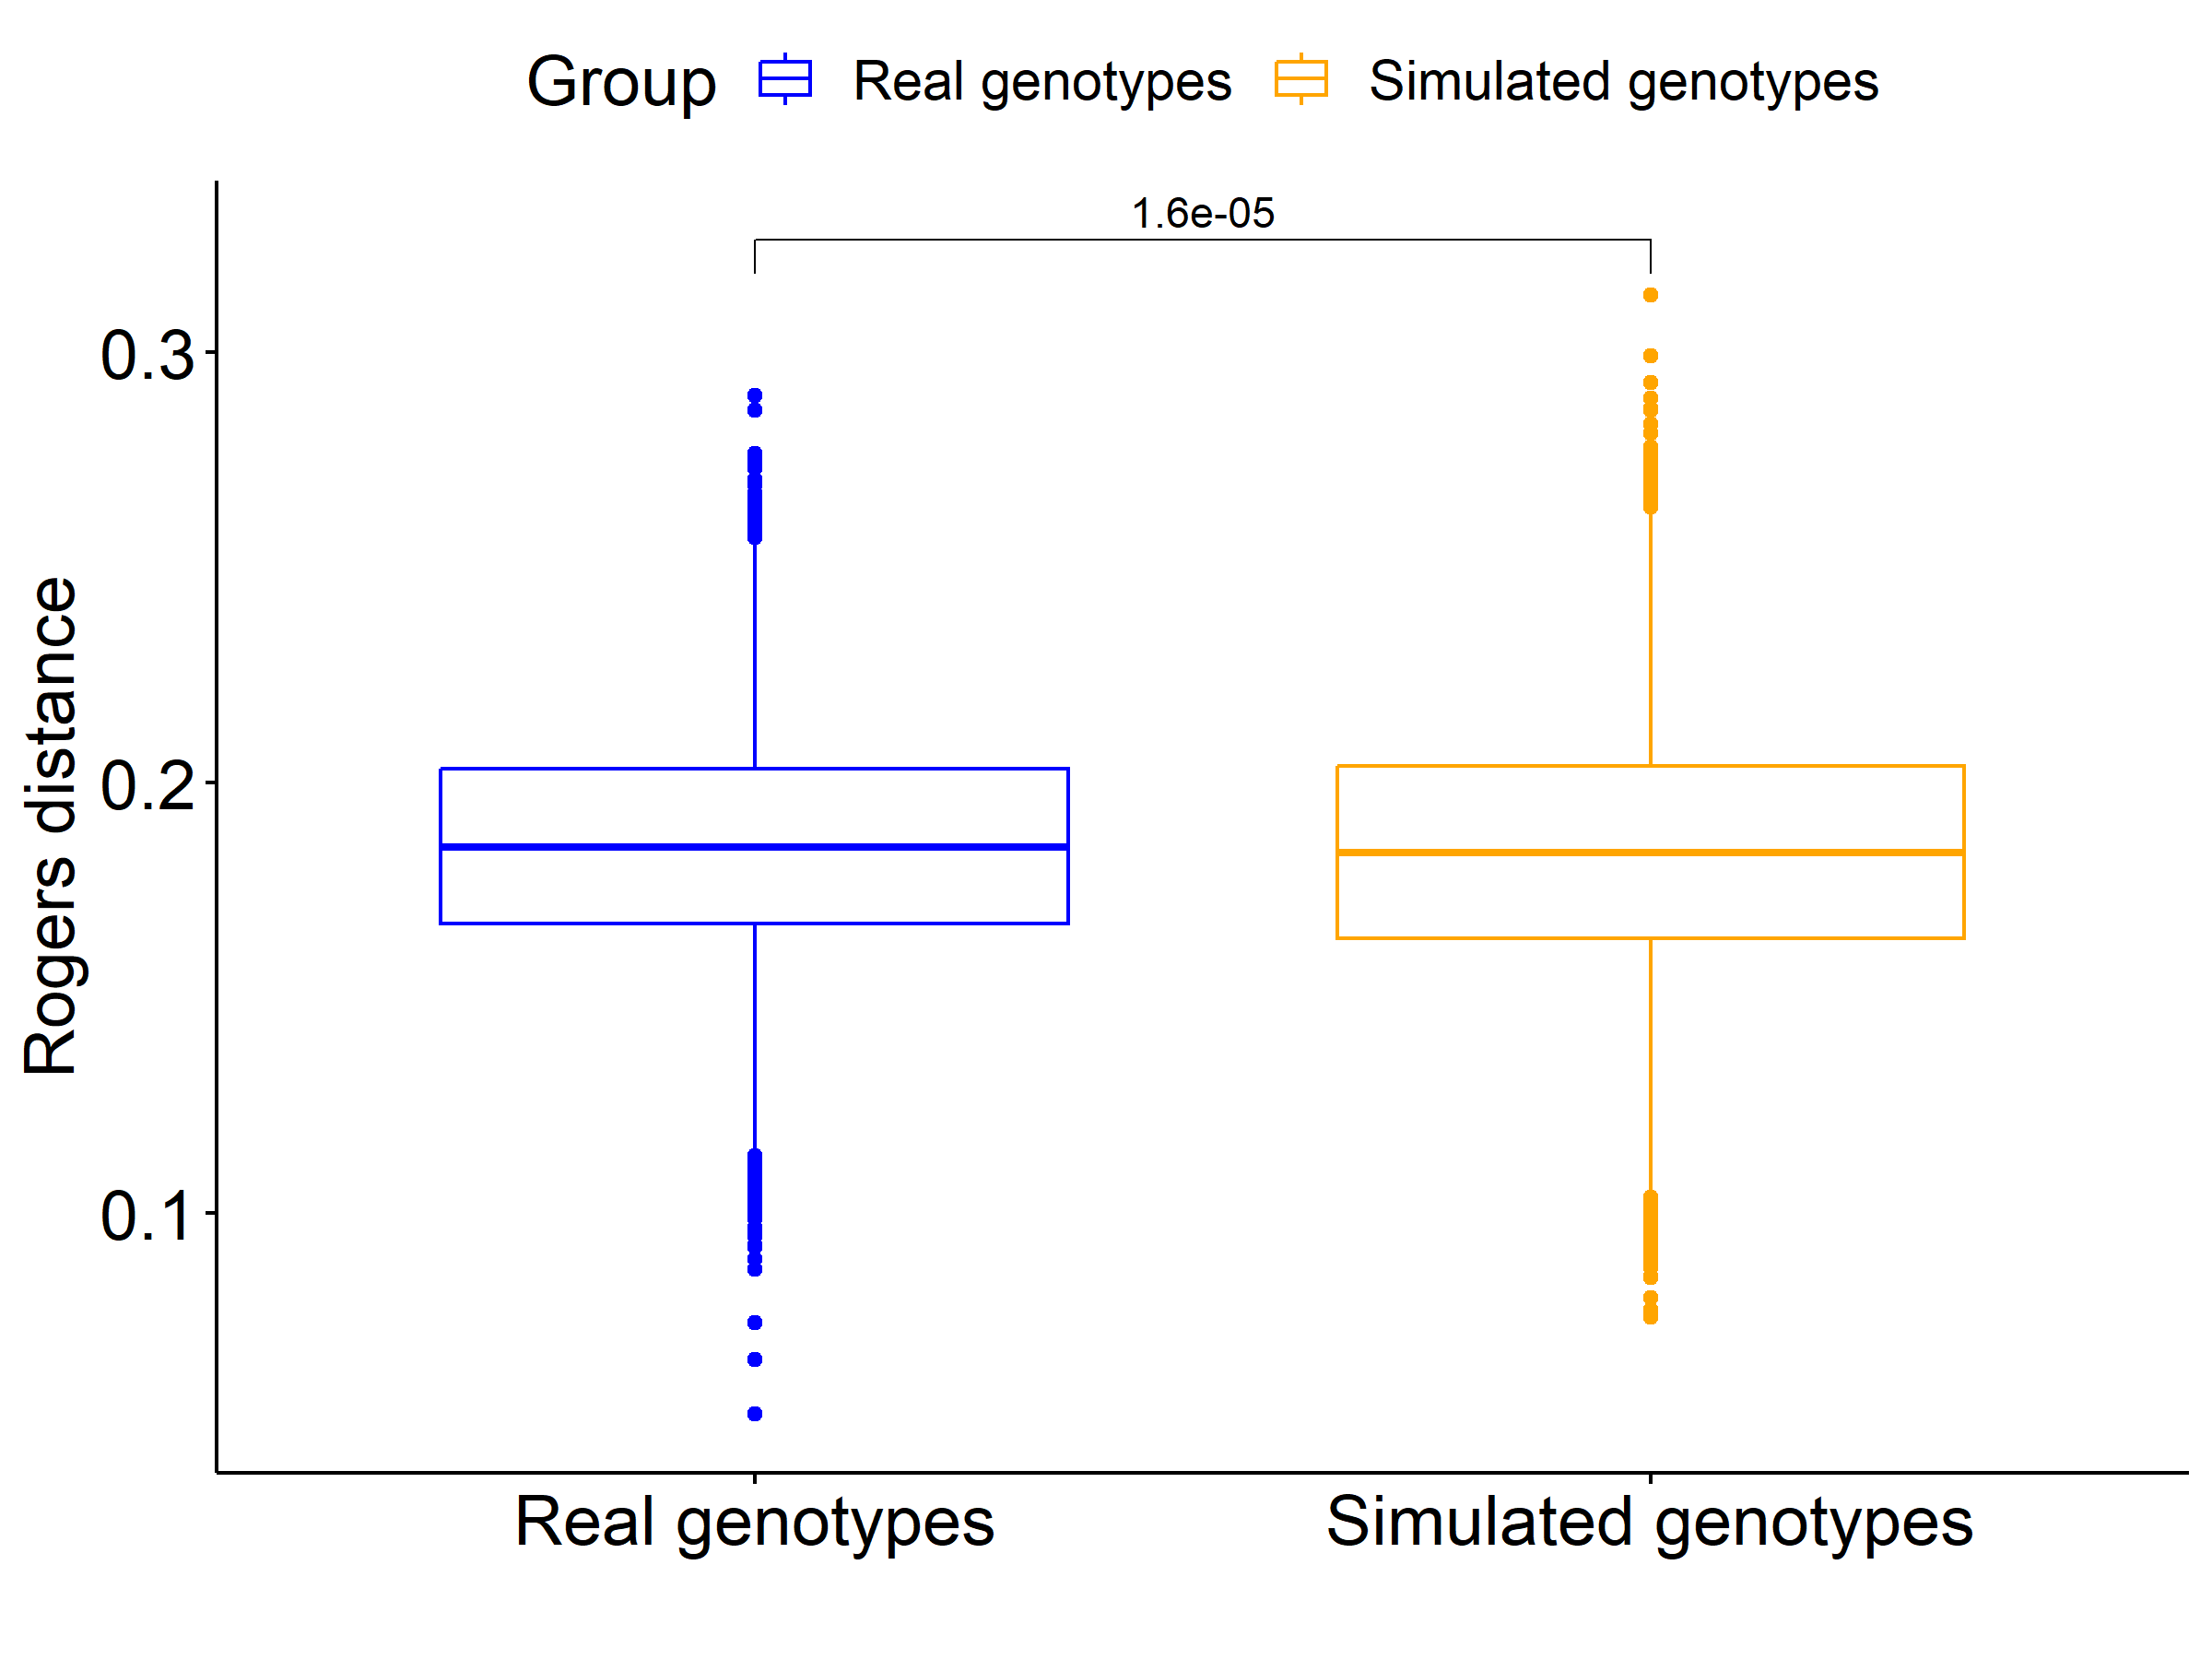 Group Real genotypes Simulated genotypes
1.6e-05
0.3
0.2
0.1
Rogers distance
Real genotypes Simulated genotypes